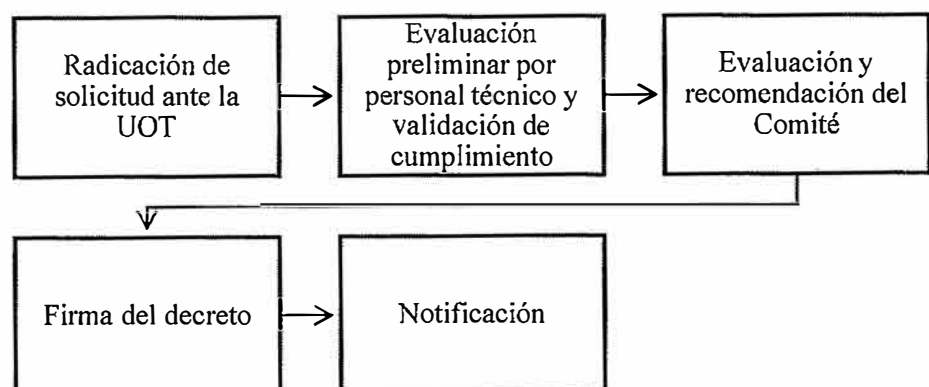 Radicación de
solicitud ante la
UOT
Evaluación
preliminar por
personal técnico y
validación de
cumplimiento
Evaluación y
recomendación del
Comité
Firma del decreto
Notificación